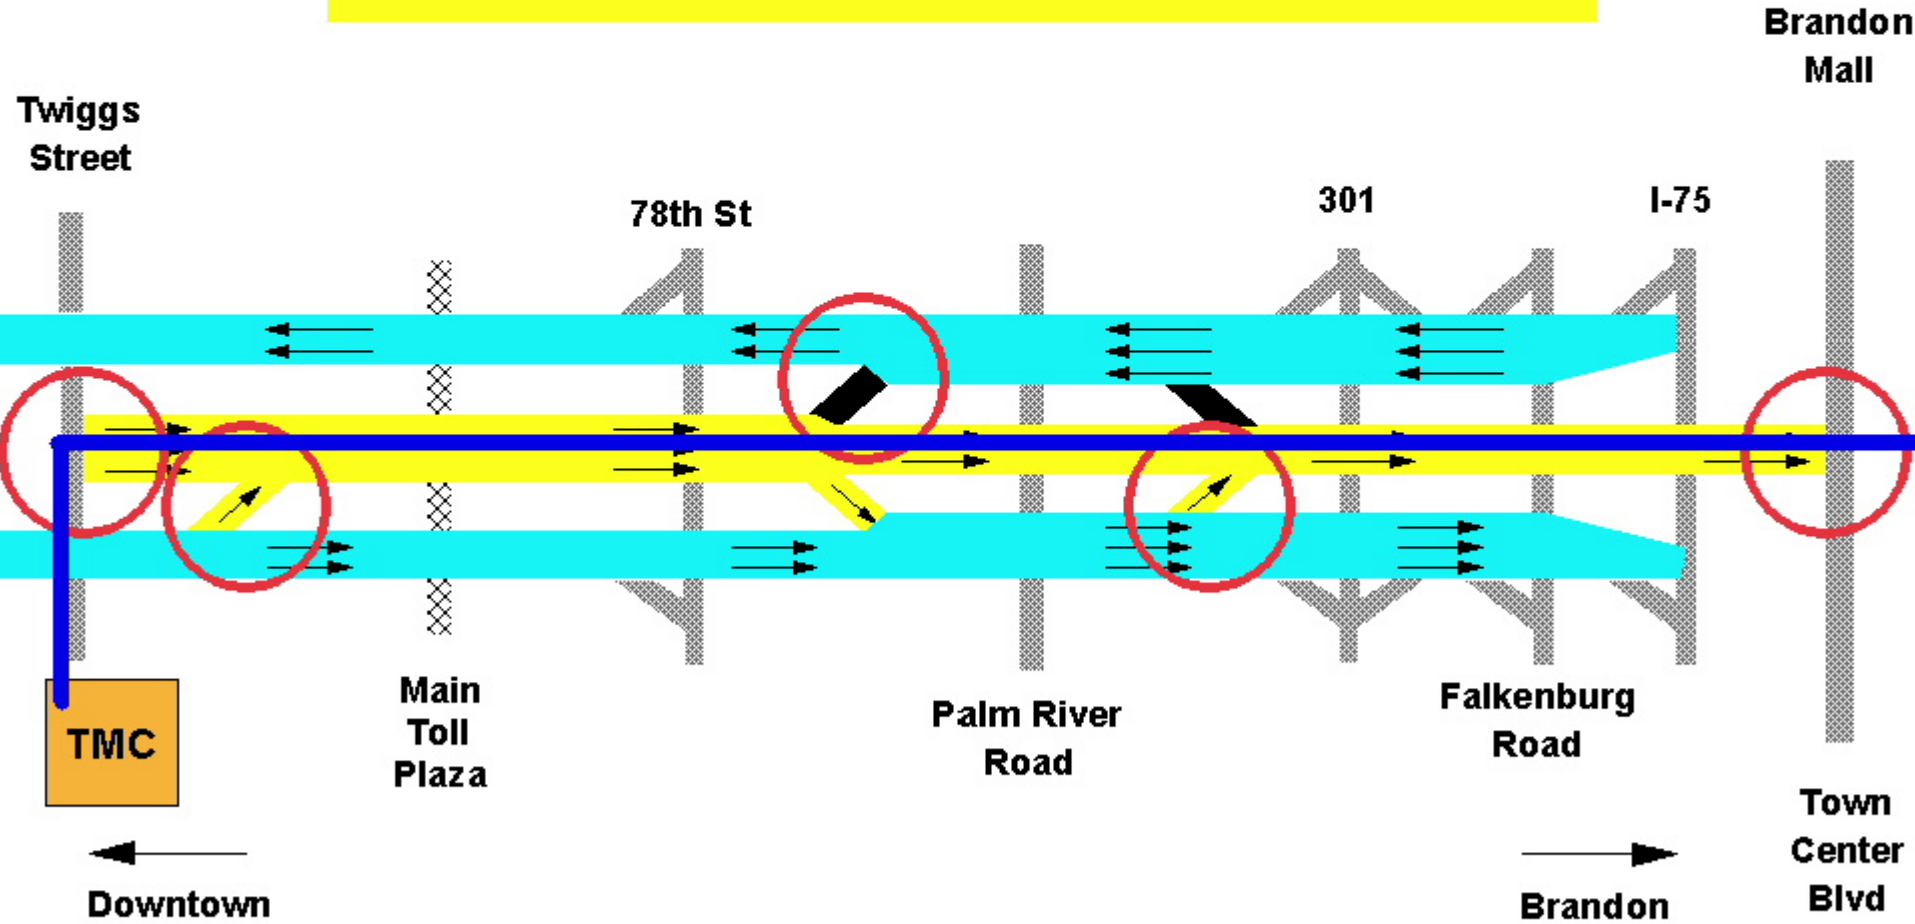 Brandon
Mall
Twiggs
Street
78th St
301
I-75
Main
Toll
Plaza
Palm River
Road
Falkenburg
Road
TMC
Town
Center
Blvd
Downtown
Brandon